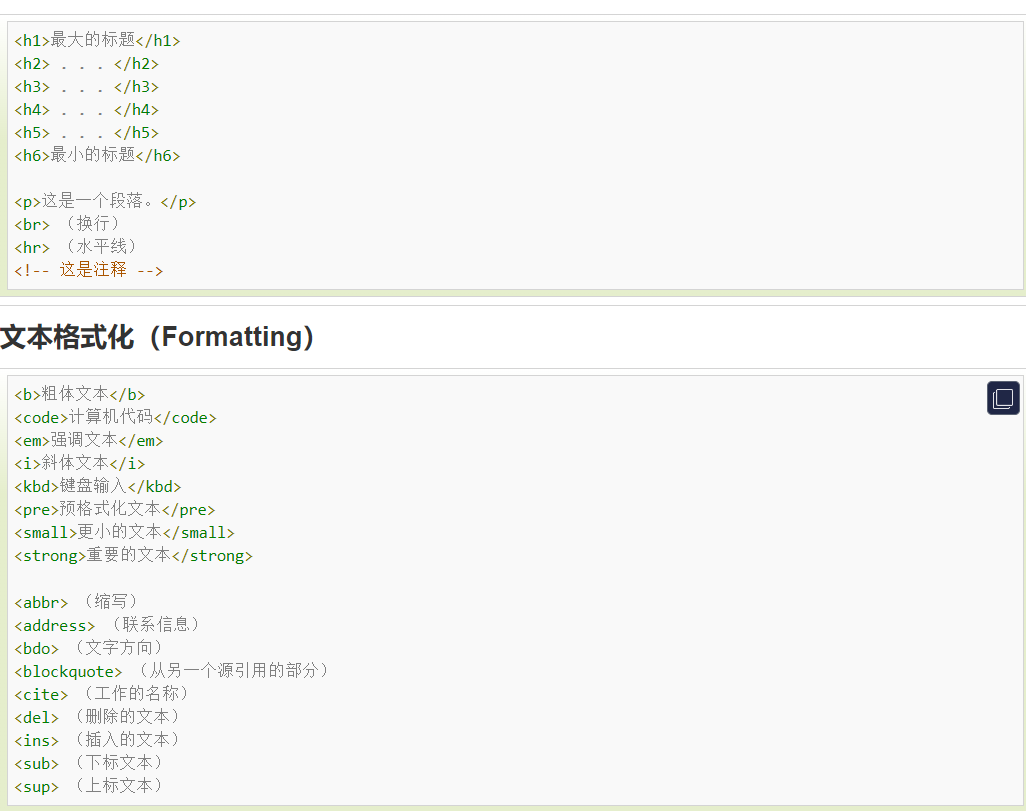 <h1>最大的标题</h1>
<h2> . . . </h2>
<h3> . . . </h3>
<h4> . . . </h4>
<h5> . . . </h5>
<h6>最小的标题</h6>
<p>这是一个段落。</p>
<br> （换行）
<hr> （水平线）
<!-- 这是注释 -->
文本格式化（Formatting）
<b>粗体文本</b>
<code>计算机代码</code>
<em>强调文本</em>
<i>斜体文本</i>
<kbd>键盘输入</kbd>
<pre>预格式化文本</pre>
<small>更小的文本</small>
<strong>重要的文本</strong>
<abbr> （缩写）
<address> （联系信息）
<bdo> （文字方向）
<blockquote> （从另一个源引用的部分）
<cite> （工作的名称）
<del> （删除的文本）
<ins> （插入的文本）
<sub> （下标文本）
<sup> （上标文本）